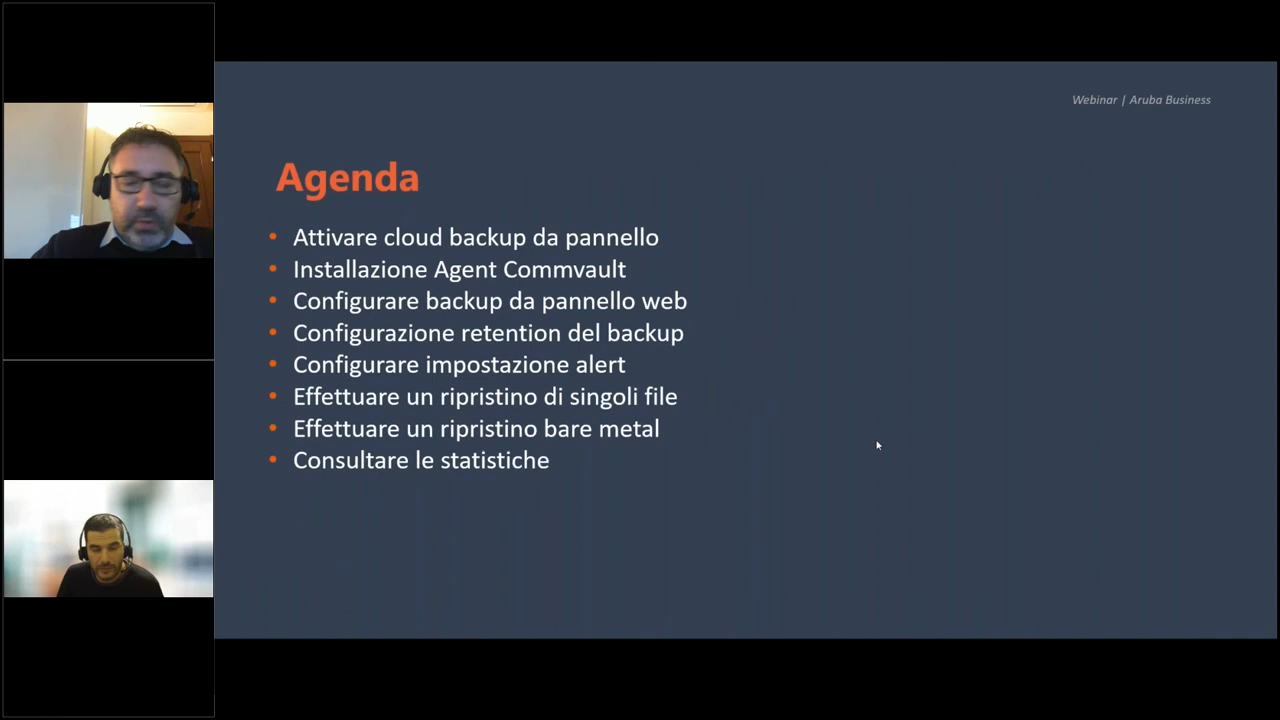 Webinar | Aruba Business
Agenda
• Attivare cloud backup da pannello
• Installazione Agent Commvault
• Configurare backup da pannello web
• Configurazione retention del backup
• Configurare impostazione alert
• Effettuare un ripristino di singoli file
• Effettuare un ripristino bare metal
• Consultare le statistiche